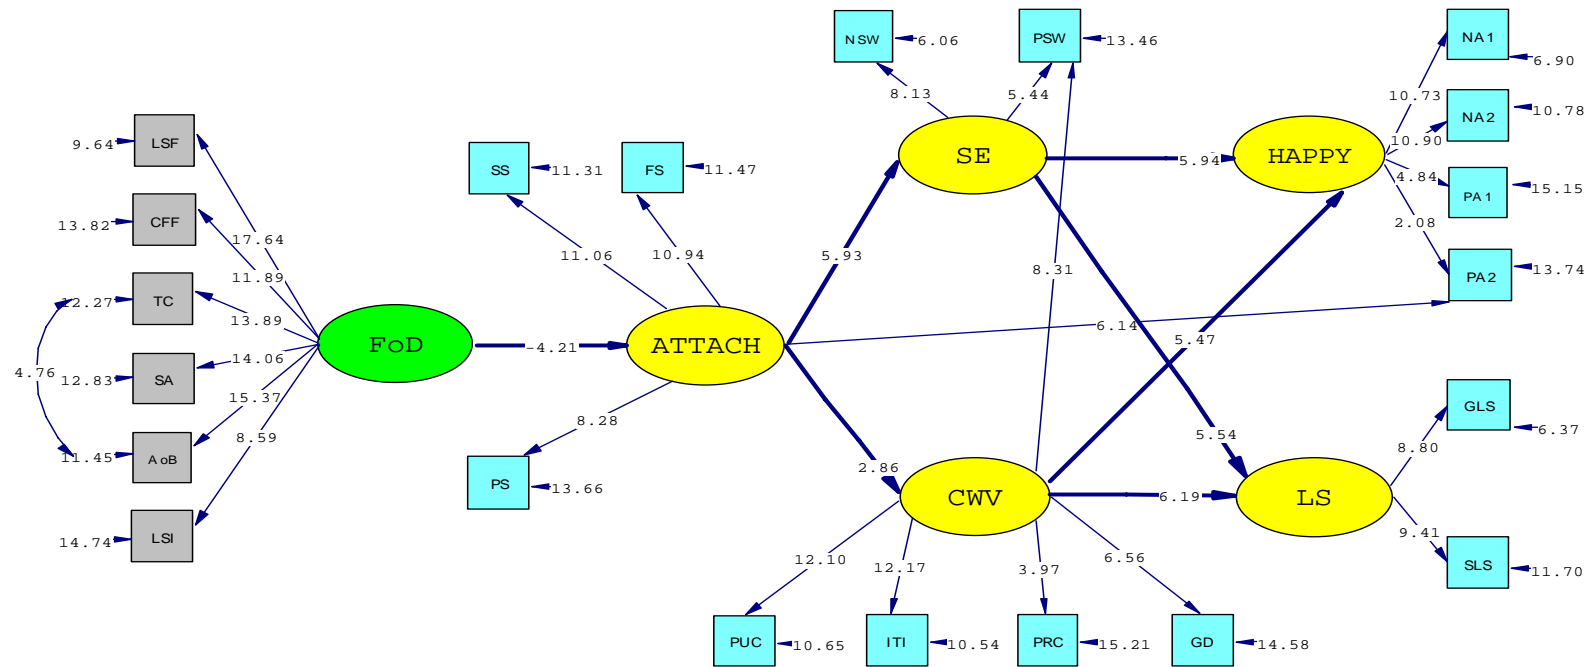 NSW
6.06
PSW
13.46
NA1
6.90
8.13
5.44
10.73
NA2
10.78
10.90
9.64
LSF
SS
11.31
FS
11.47
SE
5.94
HAPPY
4.84
PA1
15.15
13.82
CFF
17.64
11.06
10.94
5.93
8.31
2.08
11.89
PA2
13.74
12.27
TC
13.89
6.14
FoD
-4.21
ATTACH
5.47
4.76
12.83
SA
14.06
15.37
8.28
GLS
6.37
8.59
5.54
8.80
11.45
AoB
PS
13.66
2.86
CWV
6.19
LS
14.74
LSI
9.41
12.10
12.17
3.97
6.56
SLS
11.70
PUC
10.65
ITI
10.54
PRC
15.21
GD
14.58